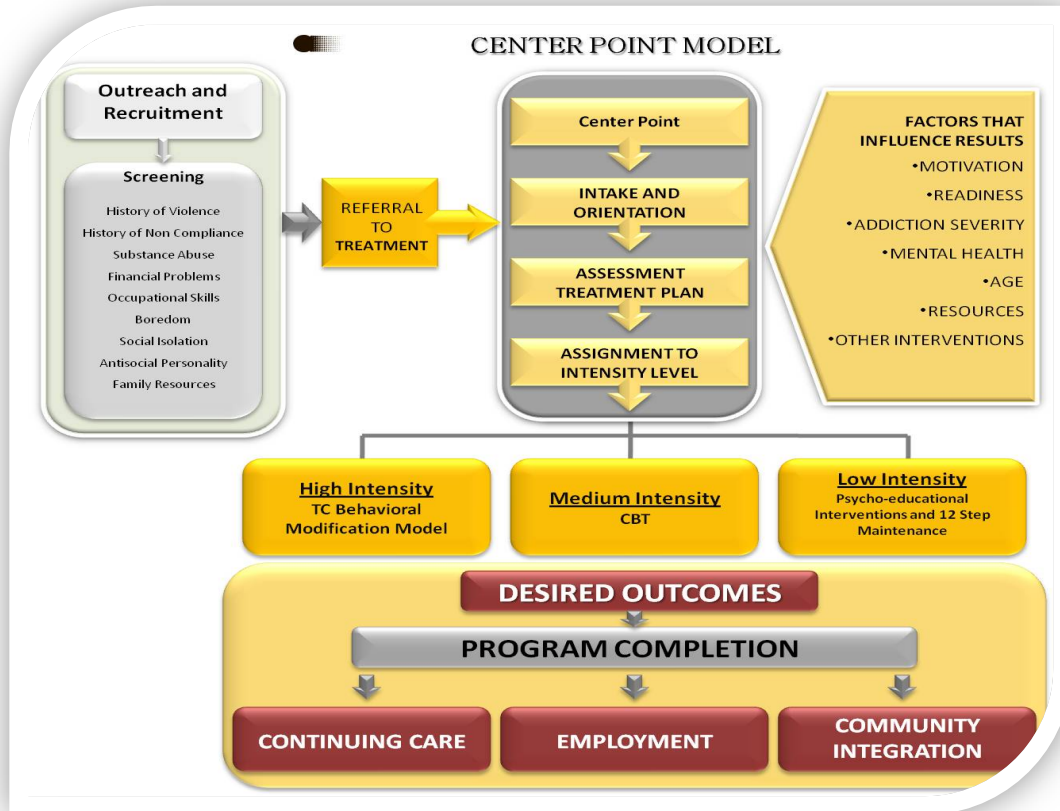 CENTER POINT MODEL
Outreach and
Recruitment
Screening
History of Violence
History of Non Compliance
Substance Abuse
Financial Problems
Occupational Skills
Boredom
Social Isolation
Antisocial Personality
Family Resources
REFERRAL
TO
TREATMENT
Center Point
INTAKE AND
ORIENTATION
ASSESSMENT
TREATMENT PLAN
ASSIGNMENT TO
INTENSITY LEVEL
FACTORS THAT
INFLUENCE RESULTS
•MOTIVATION
•READINESS
•ADDICTION SEVERITY
•MENTAL HEALTH
•AGE
•RESOURCES
•OTHER INTERVENTIONS
High Intensity
TC Behavioral
Modification Model
Medium Intensity
CBT
Low Intensity
Psycho-educational
Interventions and 12 Step
Maintenance
DESIRED OUTCOMES
PROGRAM COMPLETION
CONTINUING CARE
EMPLOYMENT
COMMUNITY
INTEGRATION